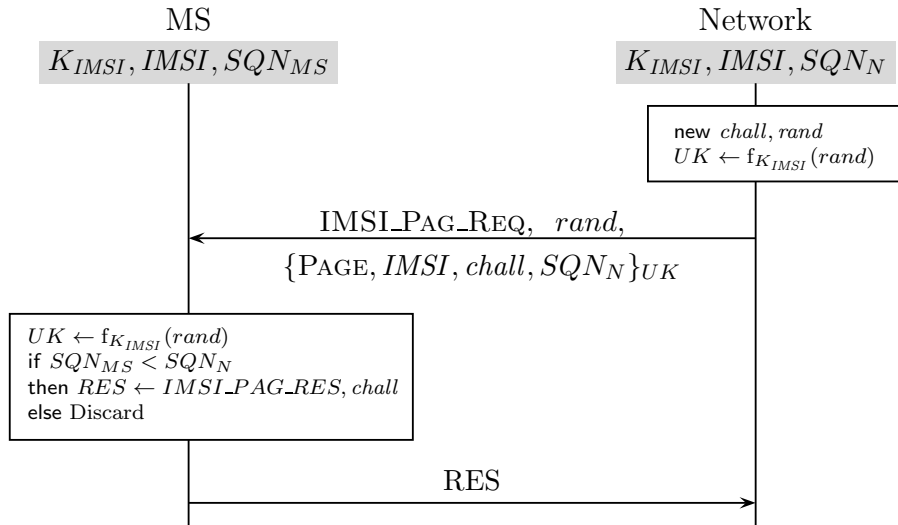 MS
Network
K_{IMSI}, IMSI, SQN_{MS}
K_{IMSI}, IMSI, SQN_N
new chall, rand
UK ← f_{K_{IMSI}}(rand)
IMSI_PAG_REQ, rand,
{PAGE, IMSI, chall, SQN_N}_{UK}
UK ← f_{K_{IMSI}}(rand)
if SQN_{MS} < SQN_N
then RES ← IMSI_PAG_RES, chall
else Discard
RES